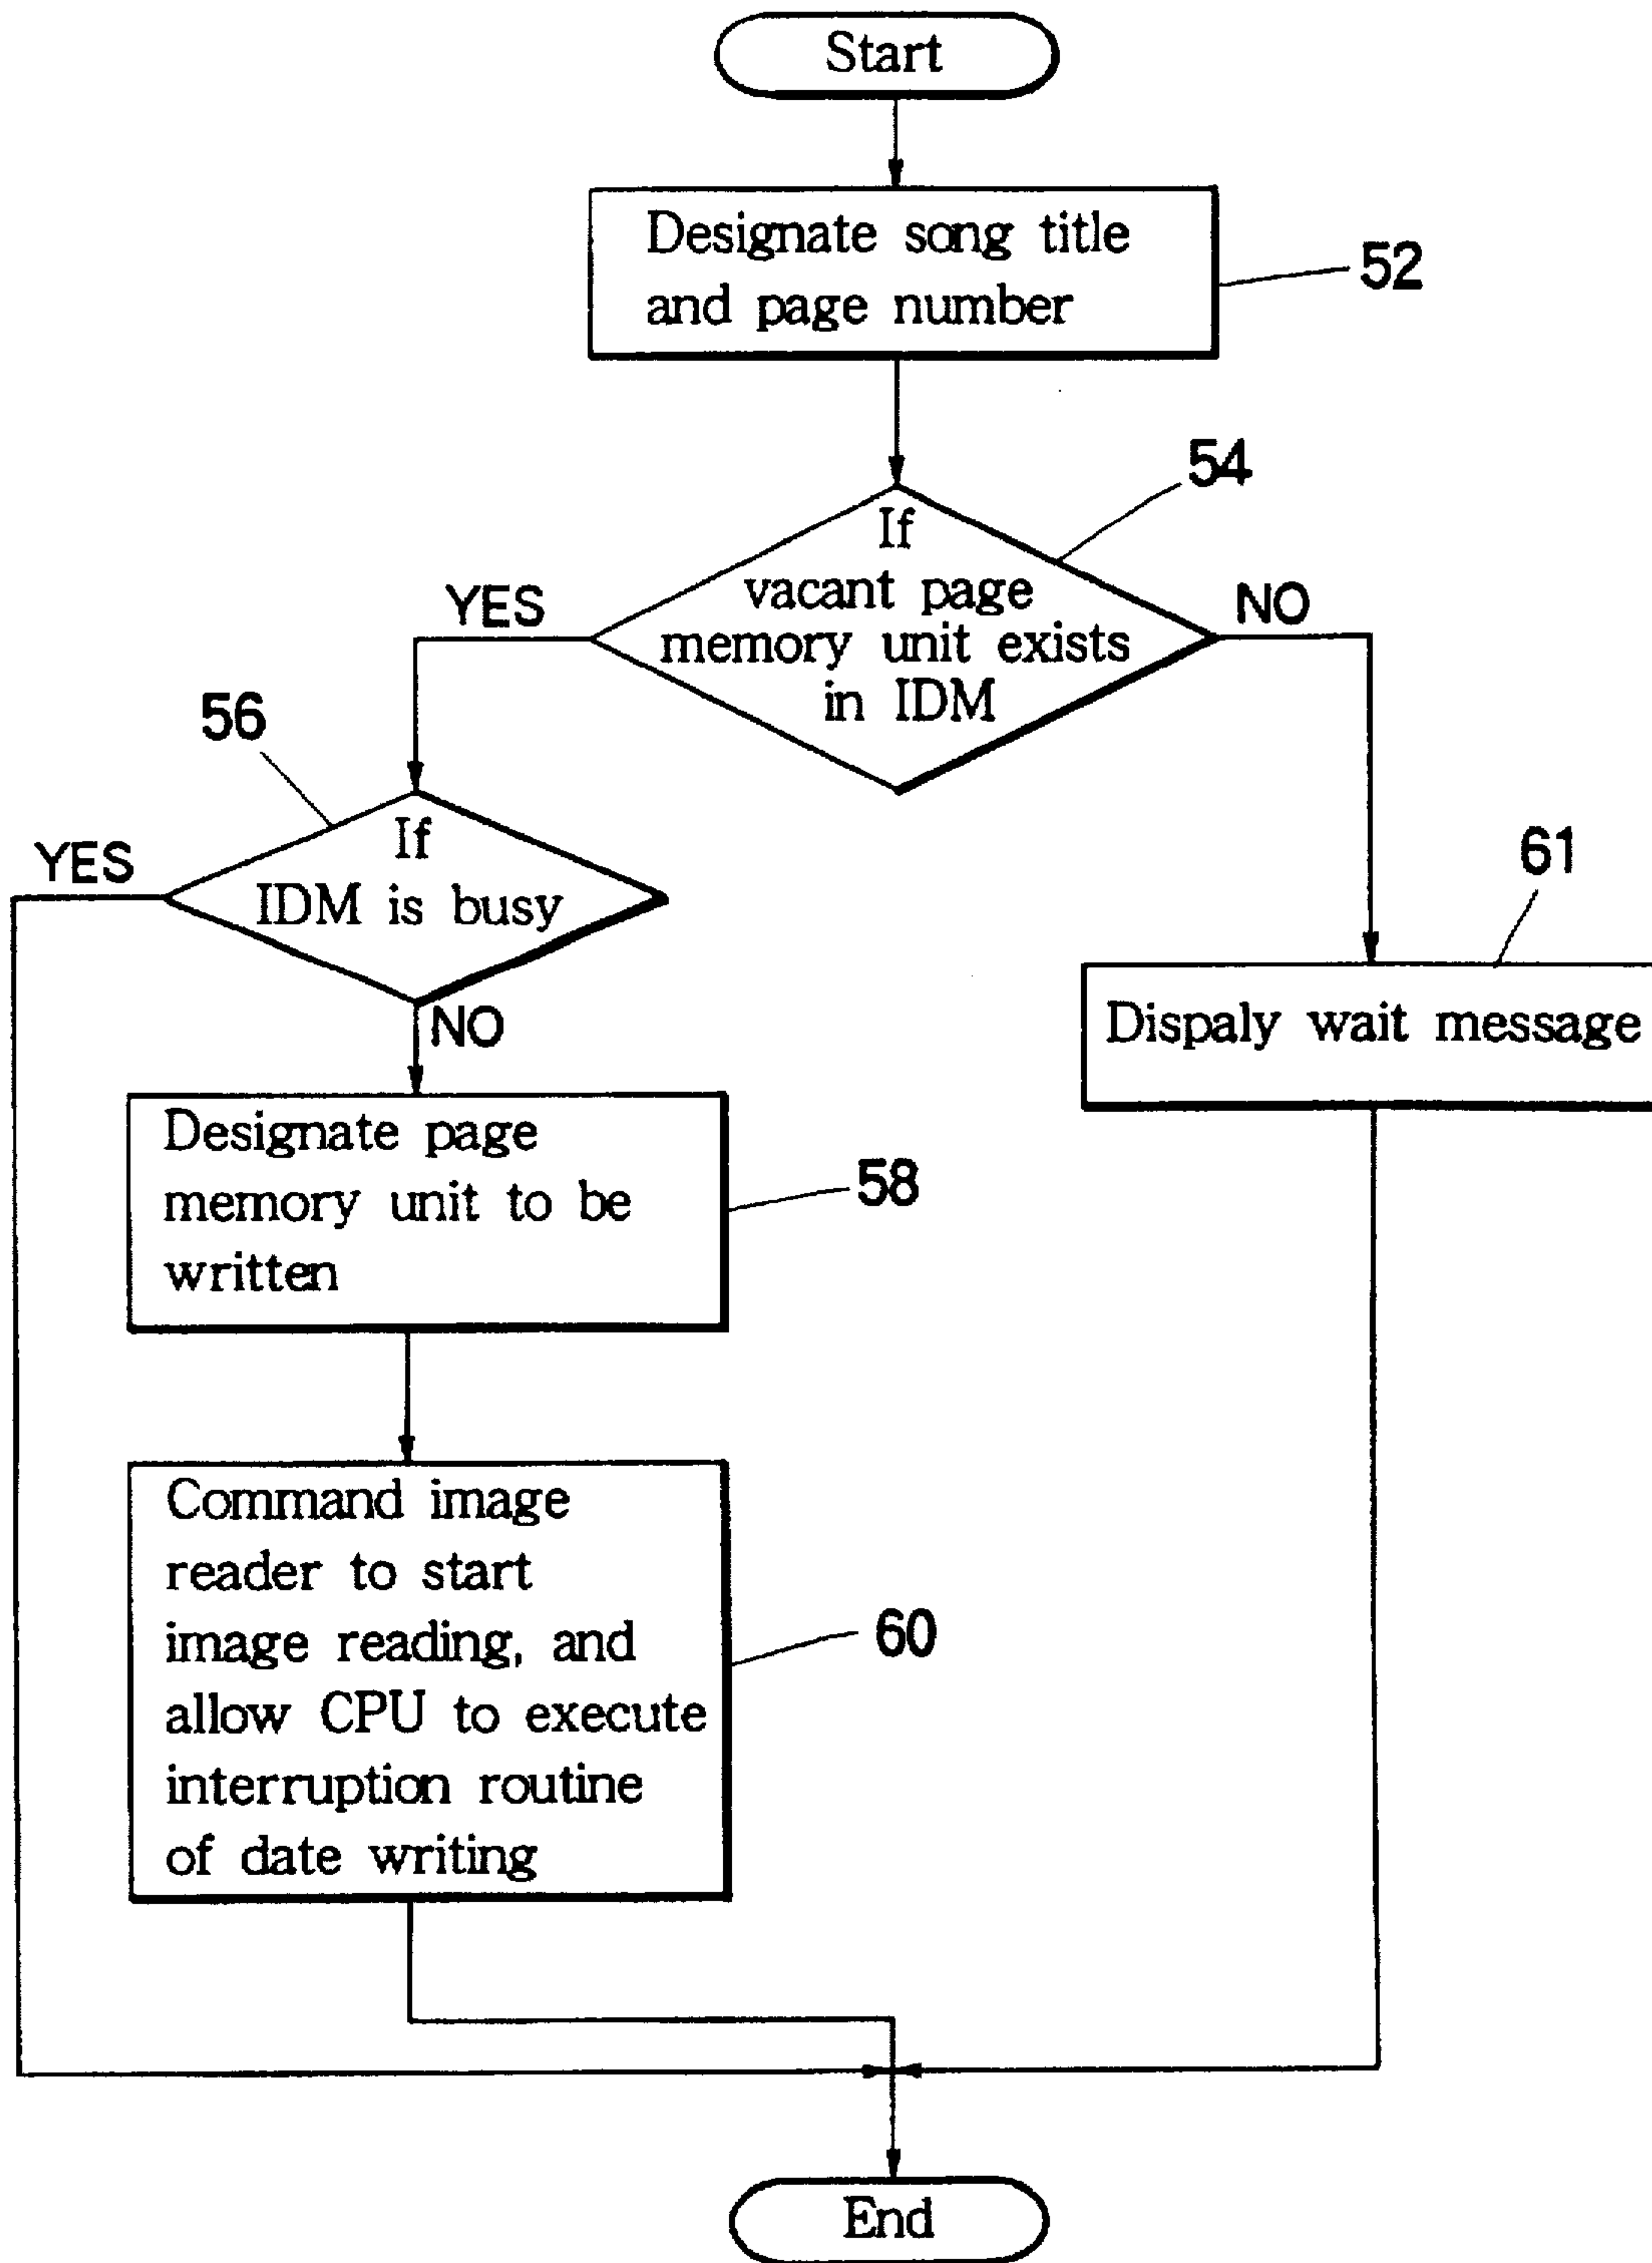 Start
Designate song title
and page number
52
54
If
vacant page
memory unit exists
in IDM
YES
NO
56
If
IDM is busy
YES
NO
61
Dispaly wait message
Designate page
memory unit to be
written
58
Command image
reader to start
image reading, and
allow CPU to execute
interruption routine
of date writing
60
End